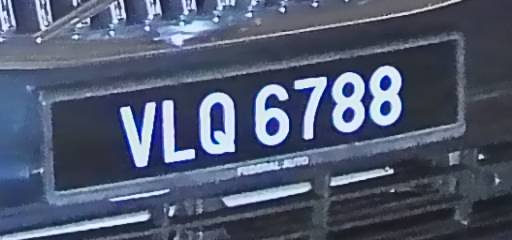 VLQ 6788
FEDERAL AUTO